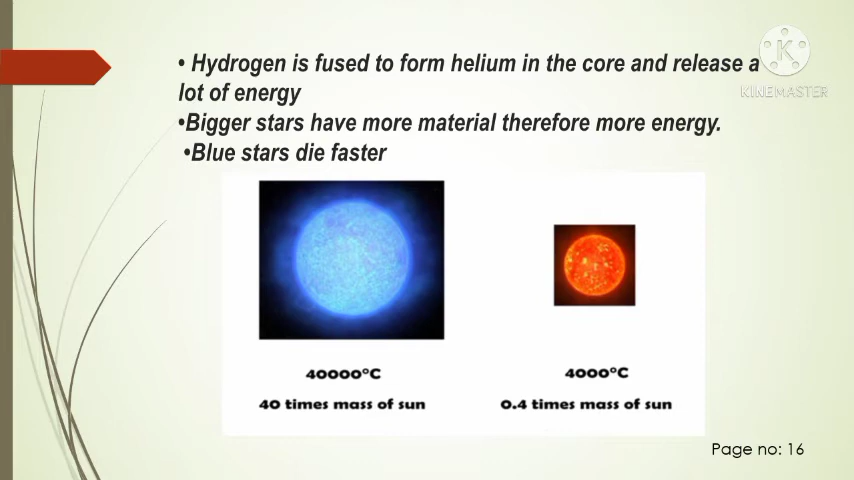 • Hydrogen is fused to form helium in the core and release a
lot of energy
•Bigger stars have more material therefore more energy.
•Blue stars die faster
K
KINEMASTER
40000°C
4000°C
40 times mass of sun
0.4 times mass of sun
Page no: 16